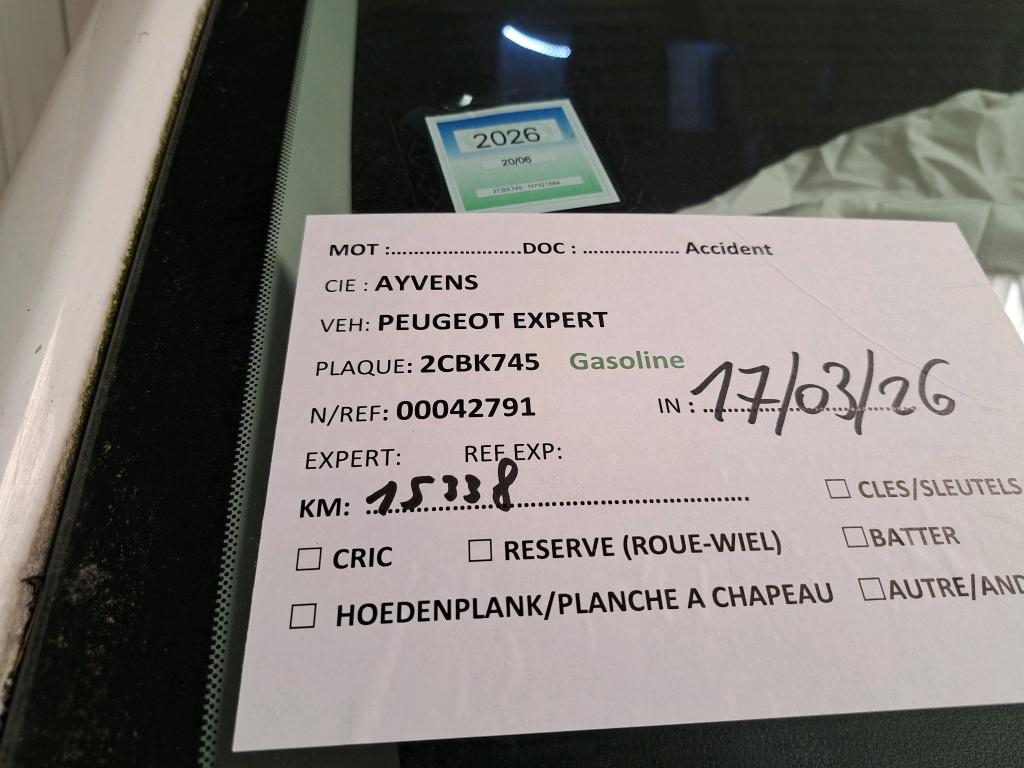 2026
20/06
2CBK745 -
MOT :.......................DOC : .................. Accident
CIE : AYVENS
VEH: PEUGEOT EXPERT
PLAQUE: 2CBK745 Gasoline
N/REF: 00042791 IN : 17/03/26
EXPERT: REF EXP:
KM: 15338
☐ CLES/SLEUTELS
☐ CRIC ☐ RESERVE (ROUE-WIEL) ☐BATTER
☐ HOEDENPLANK/PLANCHE A CHAPEAU ☐AUTRE/AND